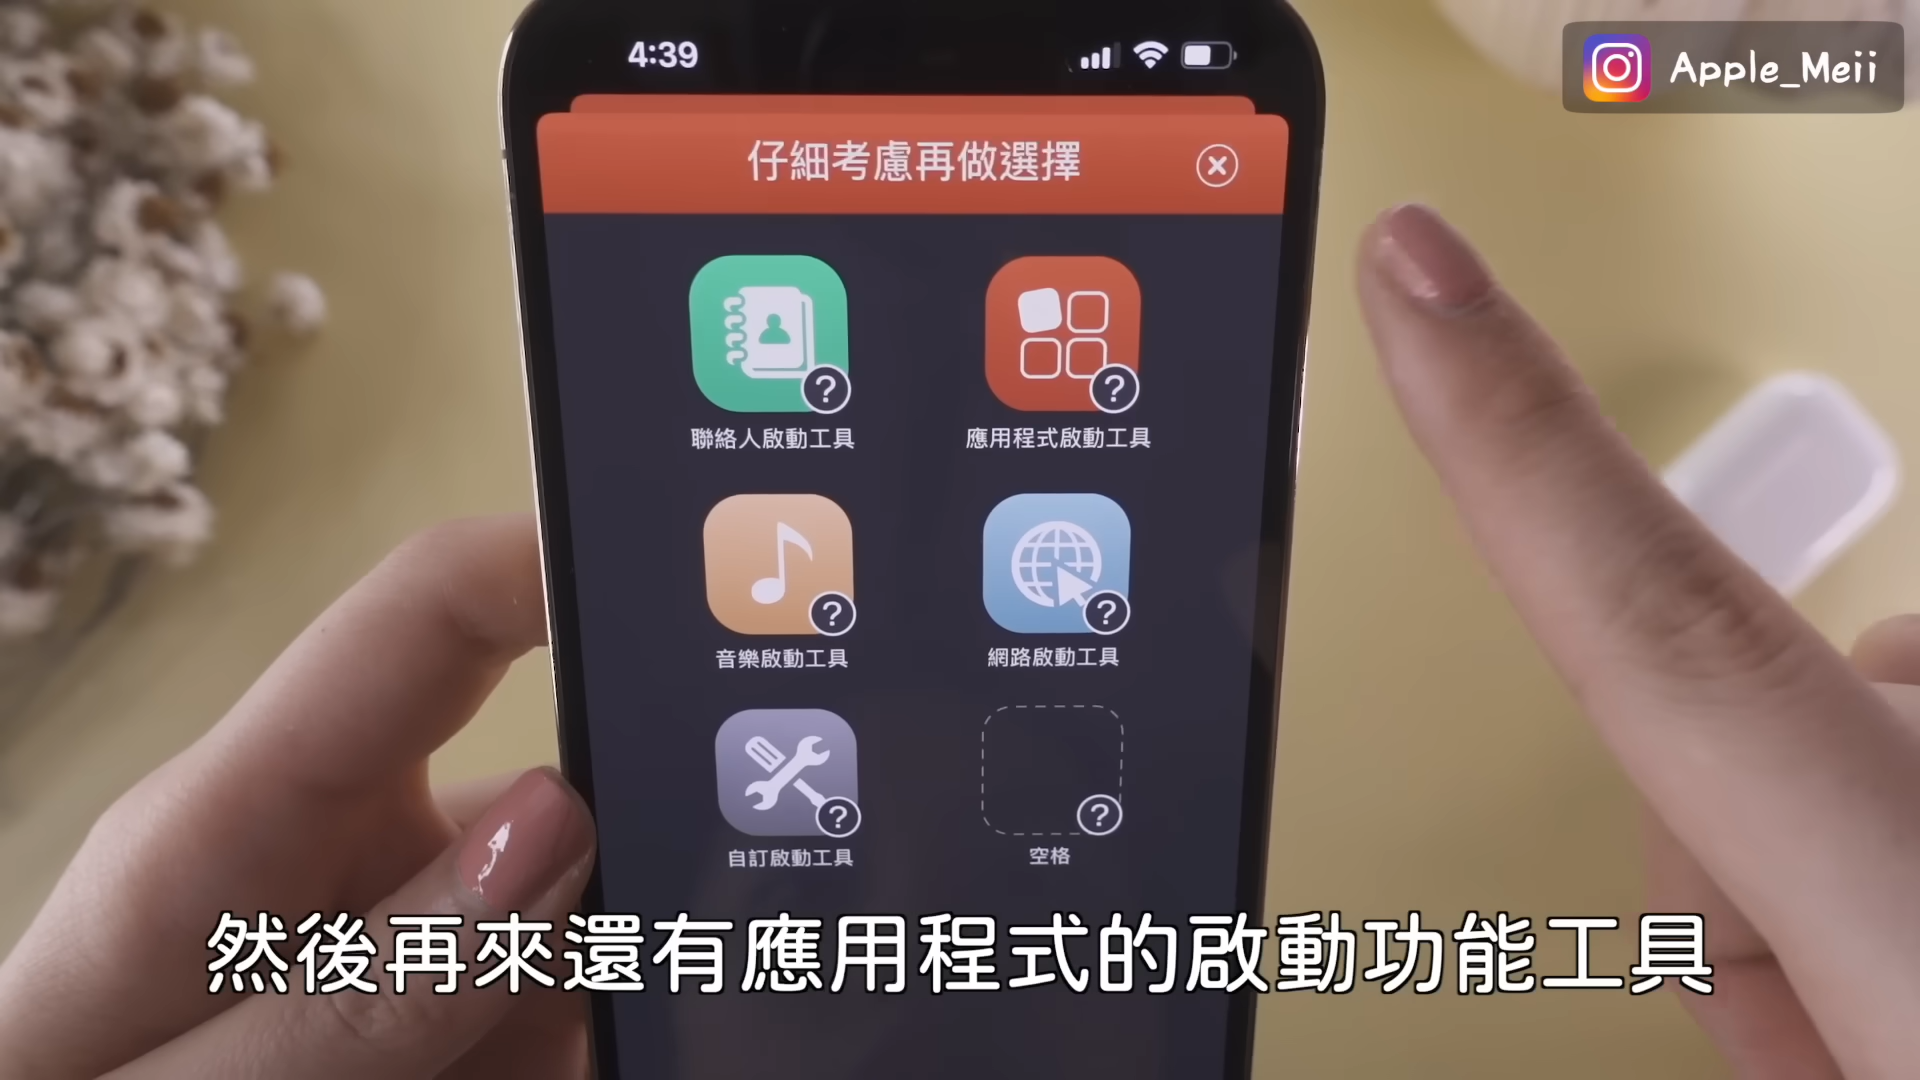 4:39
Apple_Meii
仔細考慮再做選擇
聯絡人啟動工具
應用程式啟動工具
音樂啟動工具
網路啟動工具
自訂啟動工具
空格
然後再來還有應用程式的啟動功能工具